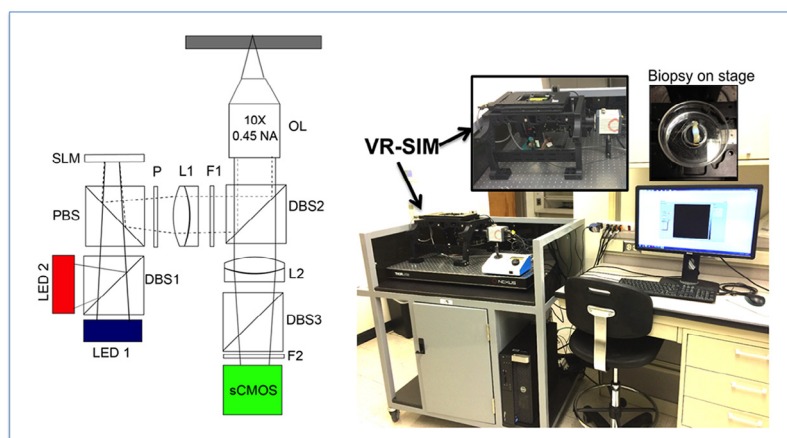 10X
0.45 NA
OL
SLM
P
L1
F1
PBS
DBS2
LED 2
DBS1
L2
LED 1
DBS3
F2
sCMOS
VR-SIM
Biopsy on stage
THORLABS
NEXUS